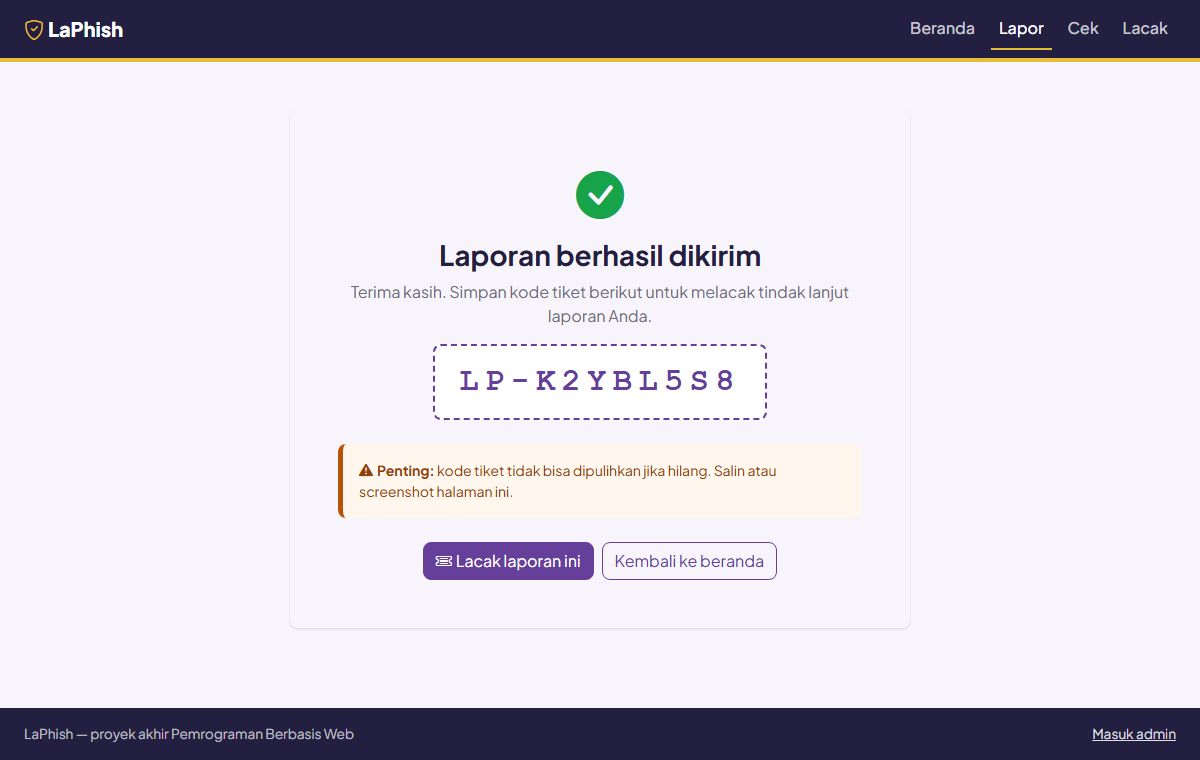 LaPhish
Beranda
Lapor
Cek
Lacak
Laporan berhasil dikirim
Terima kasih. Simpan kode tiket berikut untuk melacak tindak lanjut
laporan Anda.
LP-K2YBL5S8
Penting: kode tiket tidak bisa dipulihkan jika hilang. Salin atau
screenshot halaman ini.
Lacak laporan ini
Kembali ke beranda
LaPhish — proyek akhir Pemrograman Berbasis Web
Masuk admin